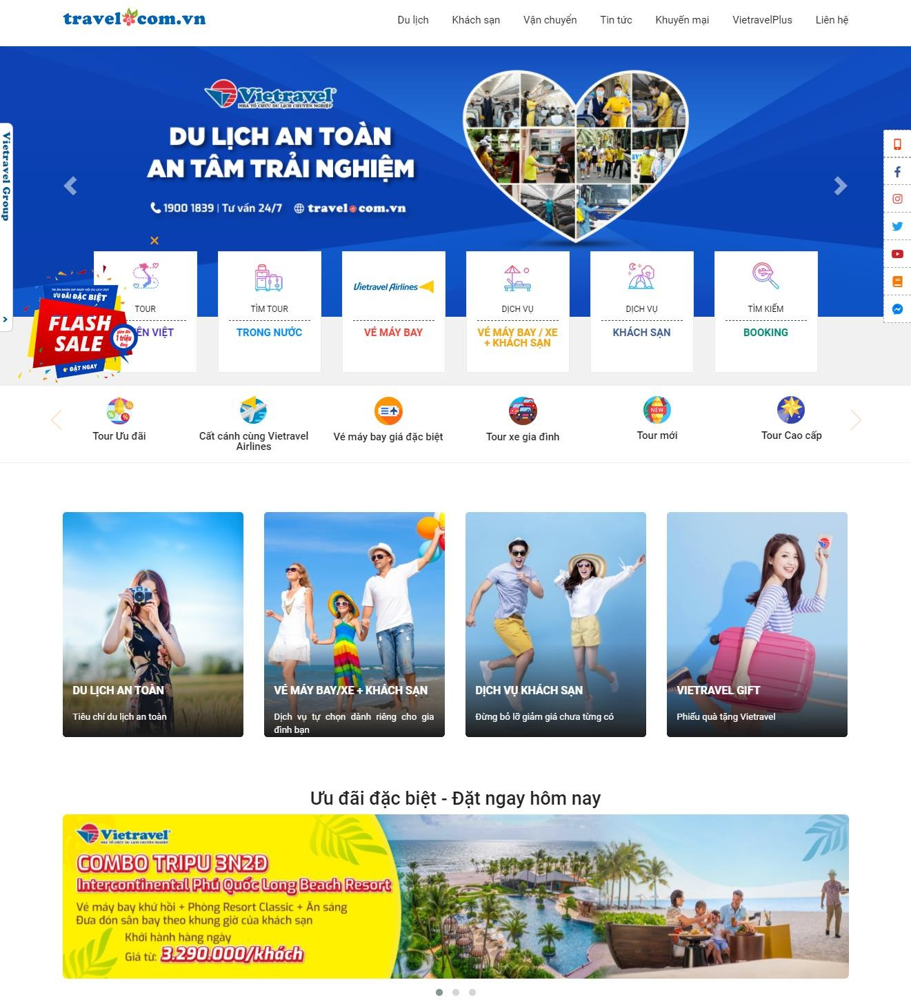 travel com.vn
Du lịch Khách sạn Vận chuyển Tin tức Khuyến mại VietravelPlus Liên hệ
Vietravel
NHÀ TỔ CHỨC DU LỊCH CHUYÊN NGHIỆP
DU LỊCH AN TOÀN
AN TÂM TRẢI NGHIỆM
1900 1839 | Tư vấn 24/7 travel com.vn
Vietravel Group
TRI ÂN NHÂN DỊP NGÀY HỘI DU LỊCH 2021
ƯU ĐÃI ĐẶC BIỆT
FLASH
SALE
giảm đến
1 triệu
đồng
ĐẶT NGAY
TOUR
ÊN VIỆT
TÌM TOUR
TRONG NƯỚC
Vietravel Airlines
VÉ MÁY BAY
DỊCH VỤ
VÉ MÁY BAY / XE
+ KHÁCH SẠN
DỊCH VỤ
KHÁCH SẠN
TÌM KIẾM
BOOKING
Tour Ưu đãi
Cất cánh cùng Vietravel
Airlines
Vé máy bay giá đặc biệt
Tour xe gia đình
NEW
Tour mới
Tour Cao cấp
DU LỊCH AN TOÀN
Tiêu chí du lịch an toàn
VÉ MÁY BAY/XE + KHÁCH SẠN
Dịch vụ tự chọn dành riêng cho gia
đình bạn
DỊCH VỤ KHÁCH SẠN
Đừng bỏ lỡ giảm giá chưa từng có
VIETRAVEL GIFT
Phiếu quà tặng Vietravel
Ưu đãi đặc biệt - Đặt ngay hôm nay
Vietravel
NHÀ TỔ CHỨC DU LỊCH CHUYÊN NGHIỆP
COMBO TRIPU 3N2Đ
Intercontinental Phú Quốc Long Beach Resort
Vé máy bay khứ hồi + Phòng Resort Classic + Ăn sáng
Đưa đón sân bay theo khung giờ của khách sạn
Khởi hành hàng ngày
Giá từ: 3.290.000/khách